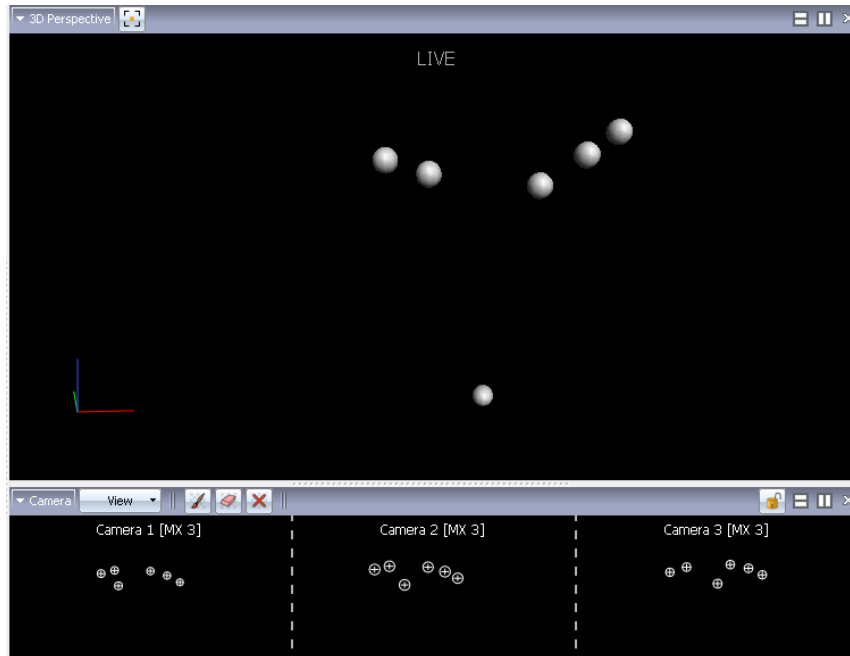 3D Perspective
LIVE
Camera
View
Camera 1 [MX 3]
Camera 2 [MX 3]
Camera 3 [MX 3]